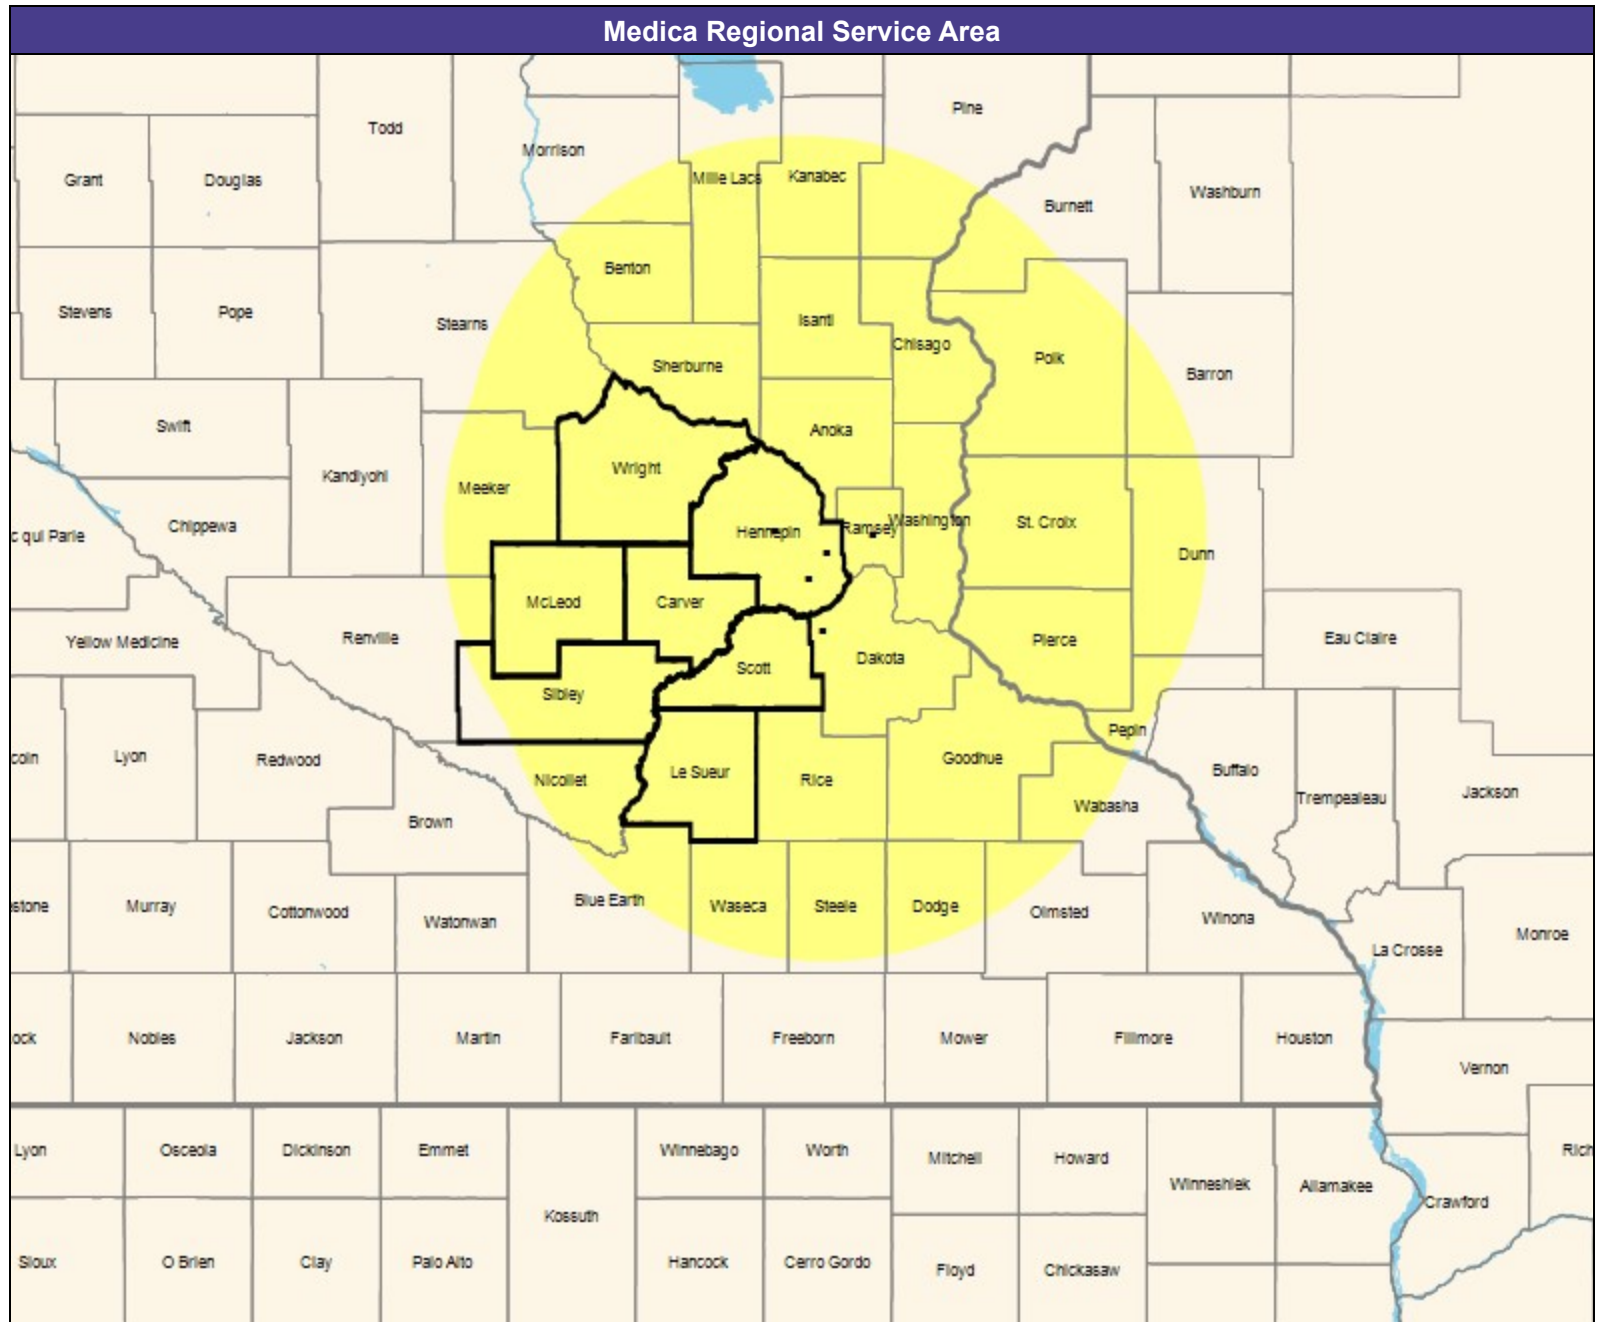 Medica Regional Service Area
Pine
Todd
Morrison
Mille Lacs
Kanabec
Grant
Douglas
Washburn
Burnett
Benton
Stevens
Pope
Stearns
Isanti
Chisago
Polk
Sherburne
Barron
Swift
Anoka
Wright
Kandiyohi
Meeker
Chippewa
Hennepin
Ramsey
Washington
St. Croix
c qui Parle
Dunn
McLeod
Carver
Yellow Medicine
Renville
Pierce
Eau Claire
Scott
Dakota
Sibley
Pepin
coln
Lyon
Redwood
Nicollet
Le Sueur
Rice
Goodhue
Buffalo
Trempealeau
Jackson
Brown
Wabasha
stone
Murray
Cottonwood
Watonwan
Blue Earth
Waseca
Steele
Dodge
Olmsted
Winona
La Crosse
Monroe
ock
Nobles
Jackson
Martin
Faribault
Freeborn
Mower
Fillmore
Houston
Vernon
Lyon
Osceola
Dickinson
Emmet
Winnebago
Worth
Mitchell
Howard
Rich
Winneshiek
Allamakee
Crawford
Kossuth
Sioux
O Brien
Clay
Palo Alto
Hancock
Cerro Gordo
Floyd
Chickasaw